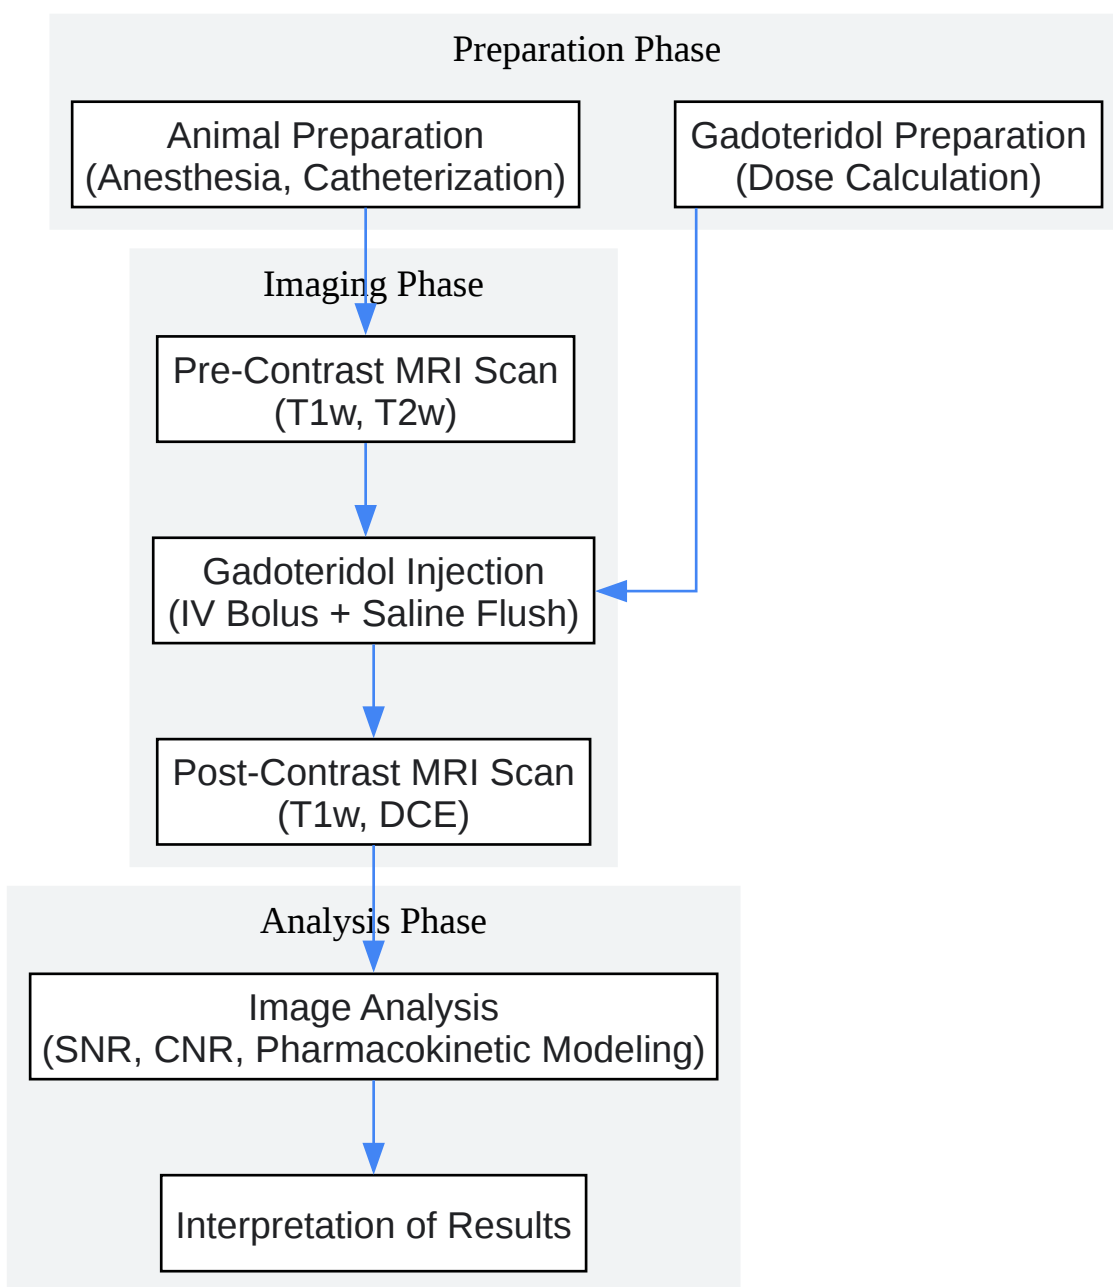 Preparation Phase
Animal Preparation
(Anesthesia, Catheterization)
Gadoteridol Preparation
(Dose Calculation)
Imaging Phase
Pre-Contrast MRI Scan
(T1w, T2w)
Gadoteridol Injection
(IV Bolus + Saline Flush)
Post-Contrast MRI Scan
(T1w, DCE)
Analysis Phase
Image Analysis
(SNR, CNR, Pharmacokinetic Modeling)
Interpretation of Results